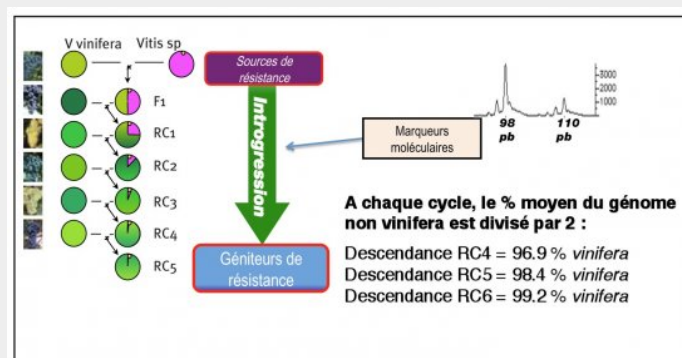 V vinifera Vitis sp
Sources de
résistance
F1
RC1
RC2
RC3
RC4
RC5
Introgression
Géniteurs de
résistance
Marqueurs
moléculaires
3000
2000
1000
98
pb
110
pb
A chaque cycle, le % moyen du génome
non vinifera est divisé par 2 :
Descendance RC4 = 96.9 % vinifera
Descendance RC5 = 98.4 % vinifera
Descendance RC6 = 99.2 % vinifera